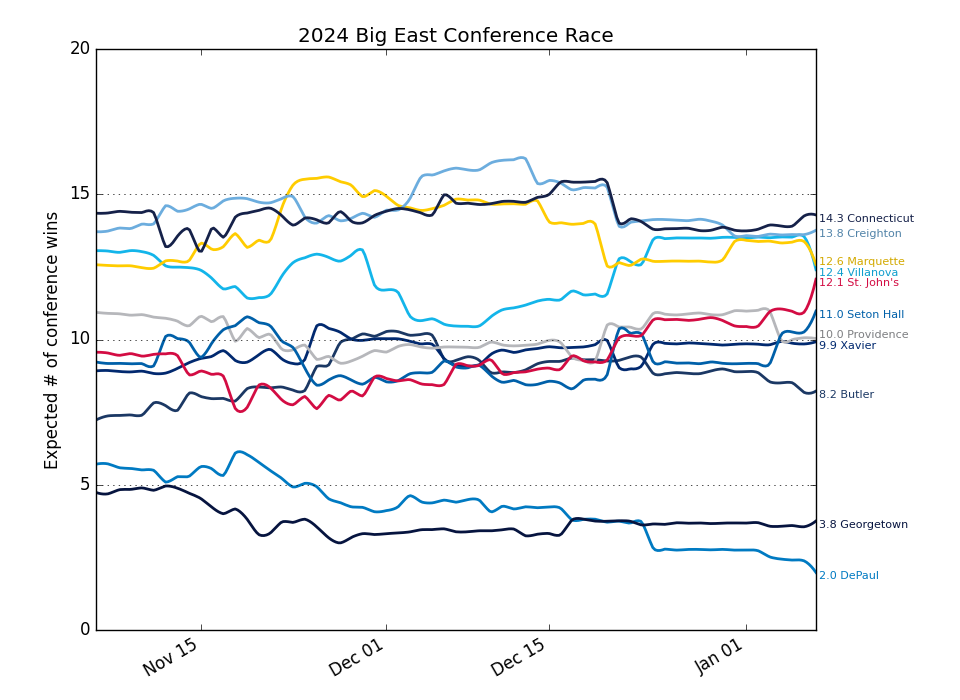 2024 Big East Conference Race
Expected # of conference wins
20
15
10
5
0
14.3 Connecticut
13.8 Creighton
12.6 Marquette
12.4 Villanova
12.1 St. John's
11.0 Seton Hall
10.0 Providence
9.9 Xavier
8.2 Butler
3.8 Georgetown
2.0 DePaul
Nov 15
Dec 01
Dec 15
Jan 01